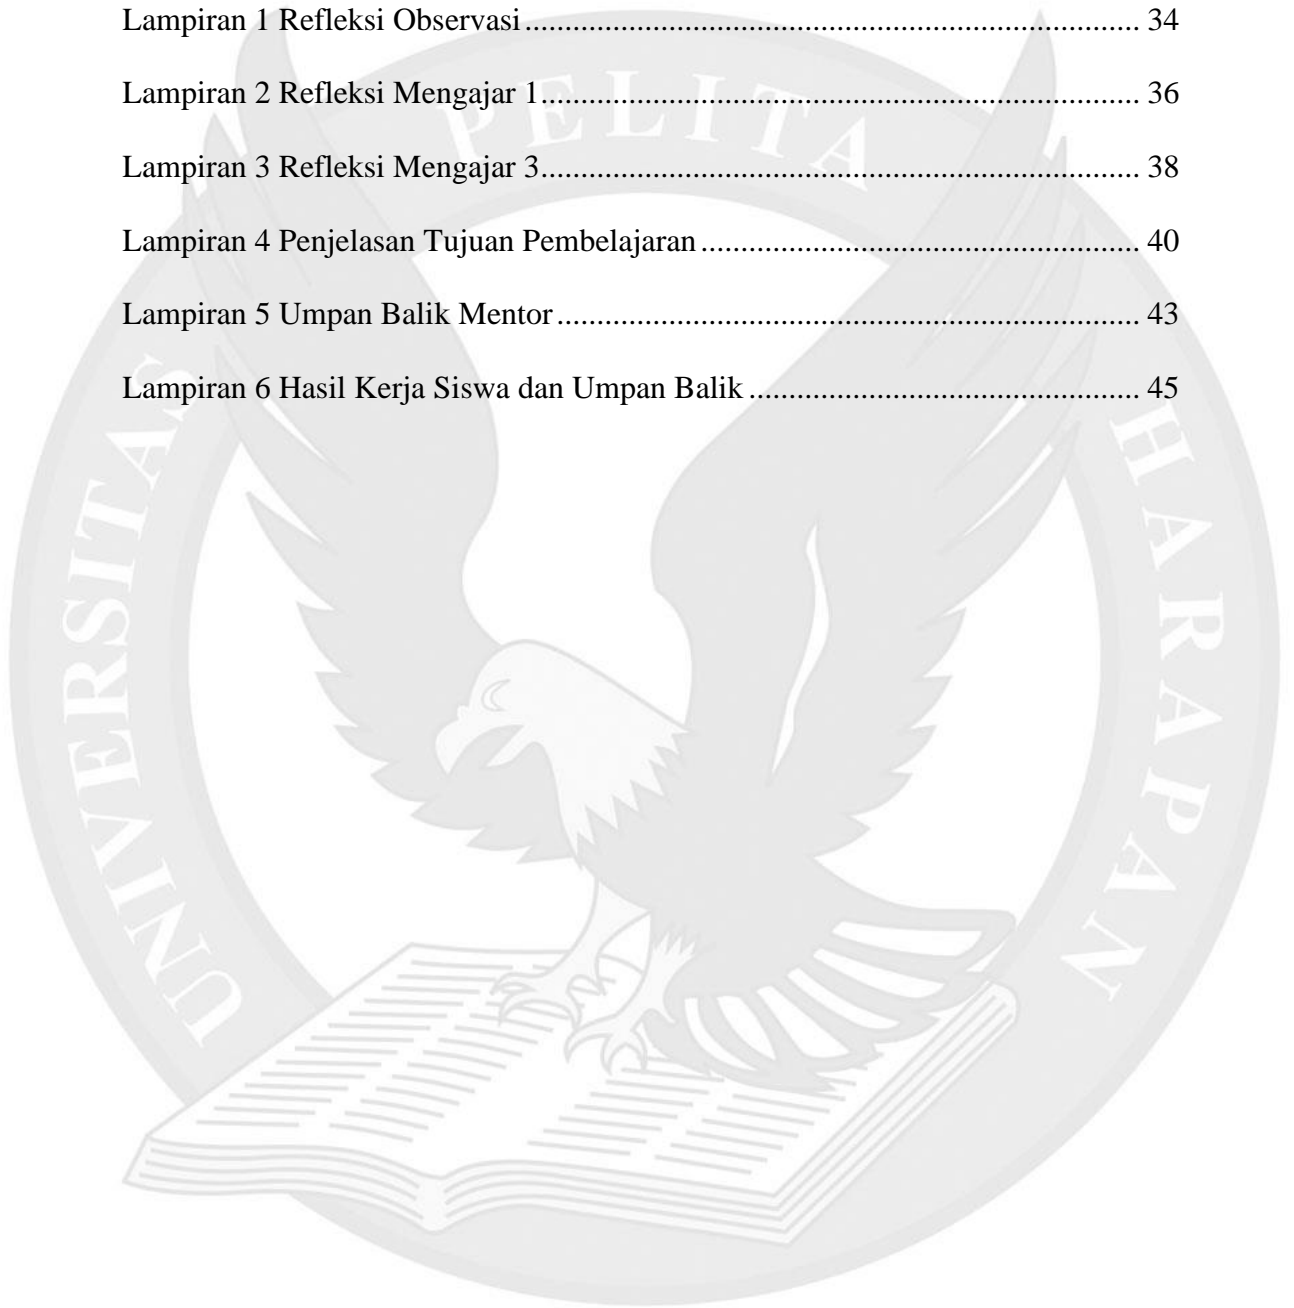 Lampiran 1 Refleksi Observasi............................................................................. 34
Lampiran 2 Refleksi Mengajar 1........................................................................... 36
Lampiran 3 Refleksi Mengajar 3........................................................................... 38
Lampiran 4 Penjelasan Tujuan Pembelajaran....................................................... 40
Lampiran 5 Umpan Balik Mentor......................................................................... 43
Lampiran 6 Hasil Kerja Siswa dan Umpan Balik................................................. 45
UNIVERSITAS PELITA HARAPAN